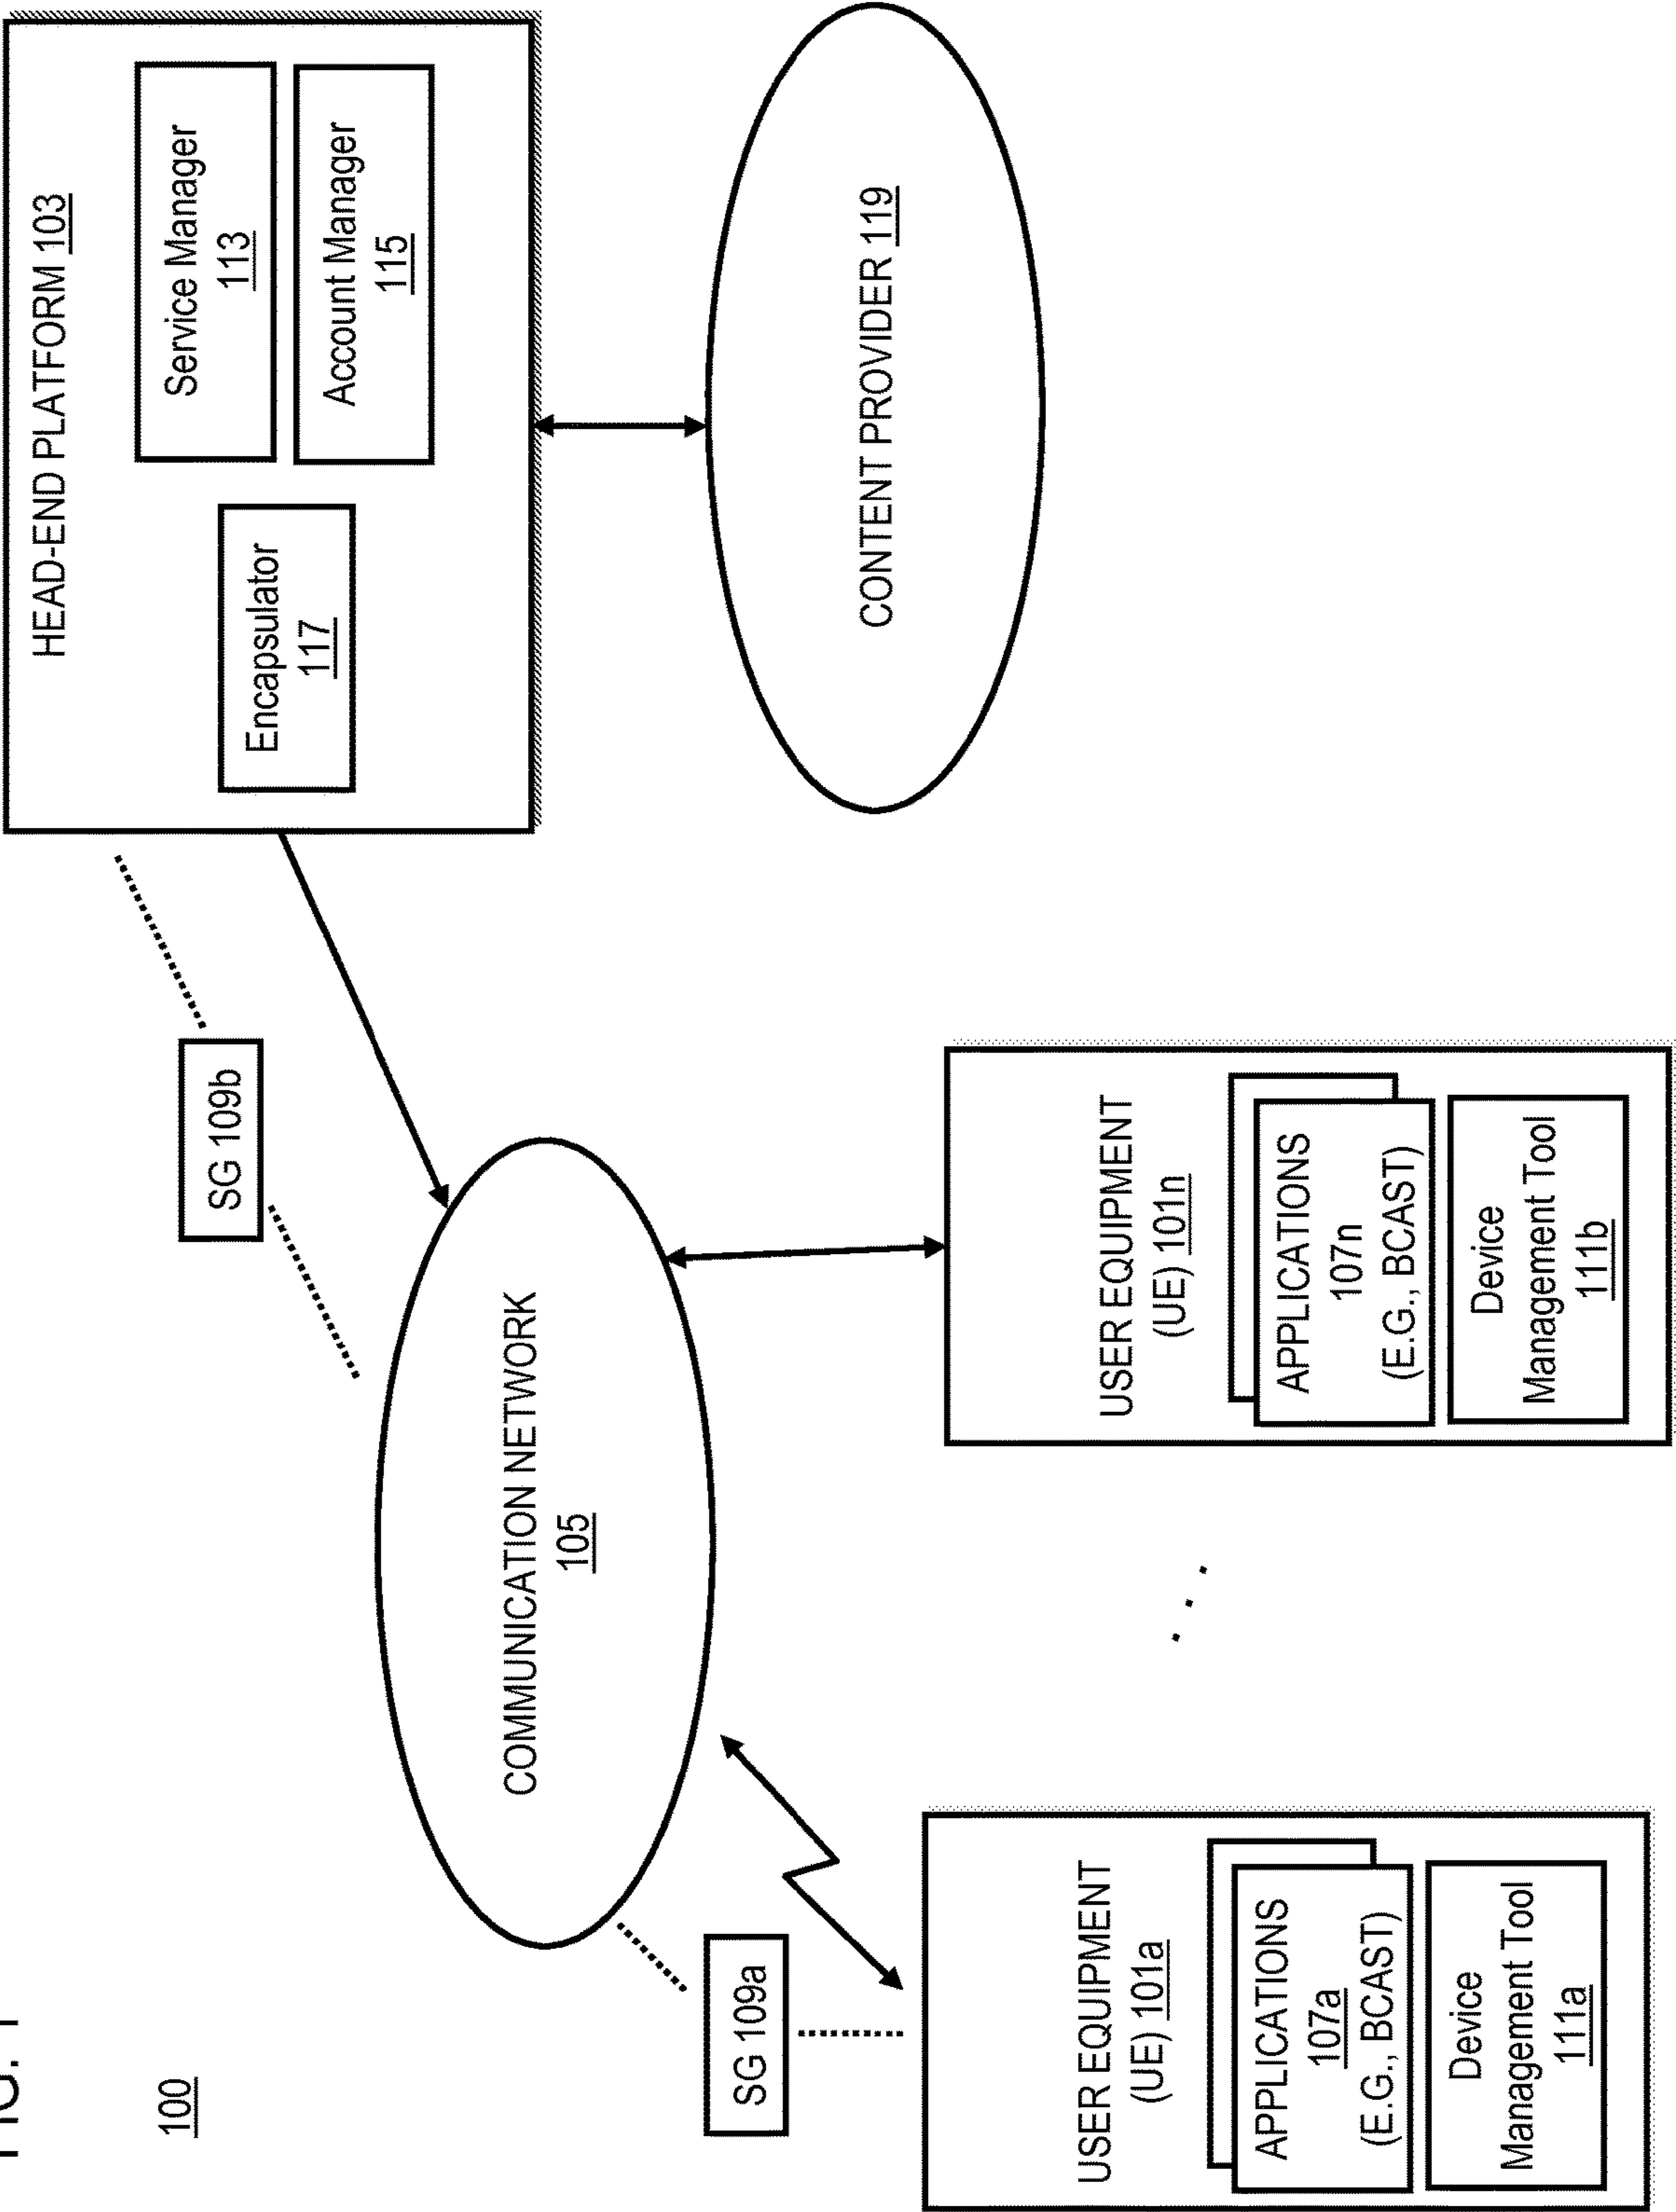 FIG. 1
100
HEAD-END PLATFORM 103
Service Manager
113
Account Manager
115
Encapsulator
117
SG 109b
COMMUNICATION NETWORK
105
CONTENT PROVIDER 119
SG 109a
USER EQUIPMENT
(UE) 101a
APPLICATIONS
107a
(E.G., BCAST)
Device
Management Tool
111a
. . .
USER EQUIPMENT
(UE) 101n
APPLICATIONS
107n
(E.G., BCAST)
Device
Management Tool
111b